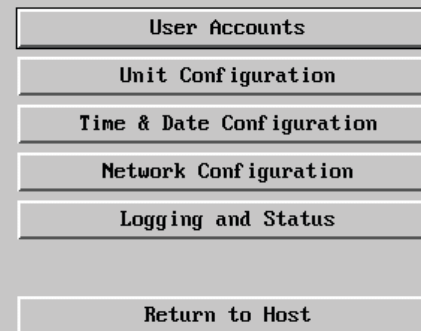 User Accounts
Unit Configuration
Time & Date Configuration
Network Configuration
Logging and Status
Return to Host